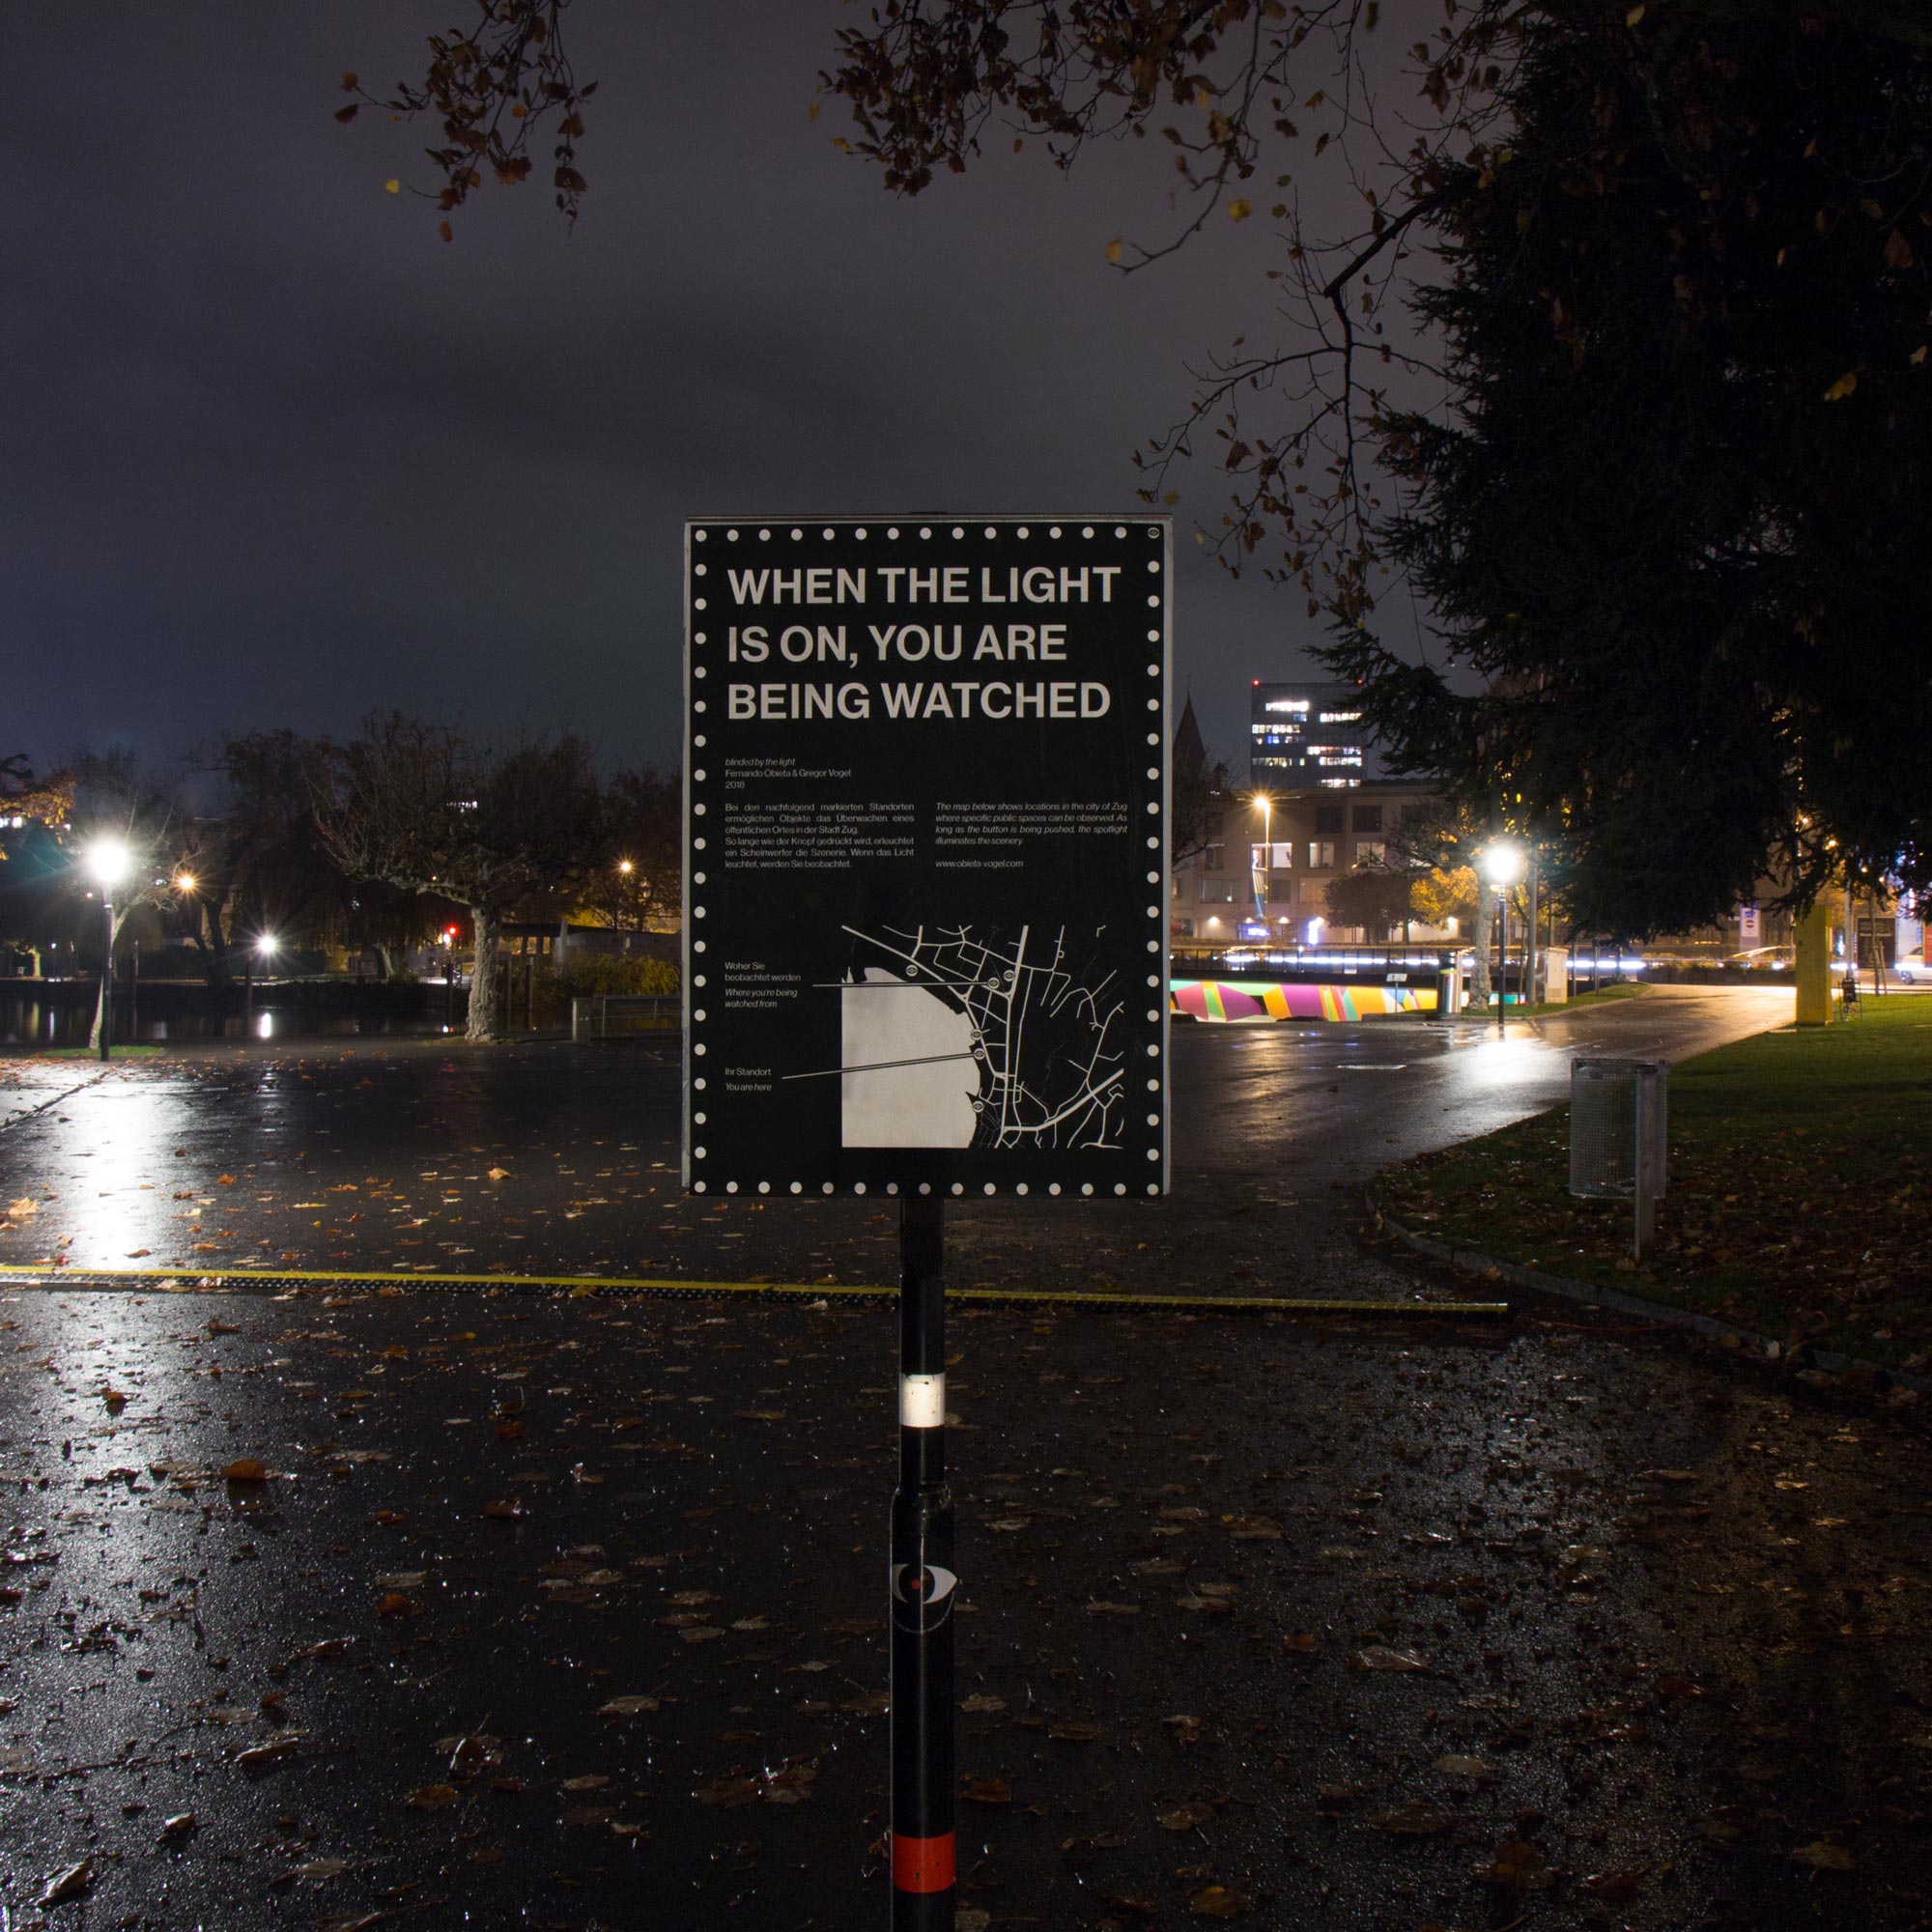 WHEN THE LIGHT
IS ON, YOU ARE
BEING WATCHED
blinded by the light
Fernando Obieta & Gregor Vogel
2018
Bei den nachfolgend markierten Standorten
ermöglichen Objekte das Überwachen eines
öffentlichen Ortes in der Stadt Zug.
So lange wie der Knopf gedrückt wird, erleuchtet
ein Scheinwerfer die Szenerie. Wenn das Licht
leuchtet, werden Sie beobachtet.
The map below shows locations in the city of Zug
where specific public spaces can be observed. As
long as the button is being pushed, the spotlight
illuminates the scenery.
www.obieta-vogel.com
Woher Sie
beobachtet werden
Where you're being
watched from
Ihr Standort
You are here